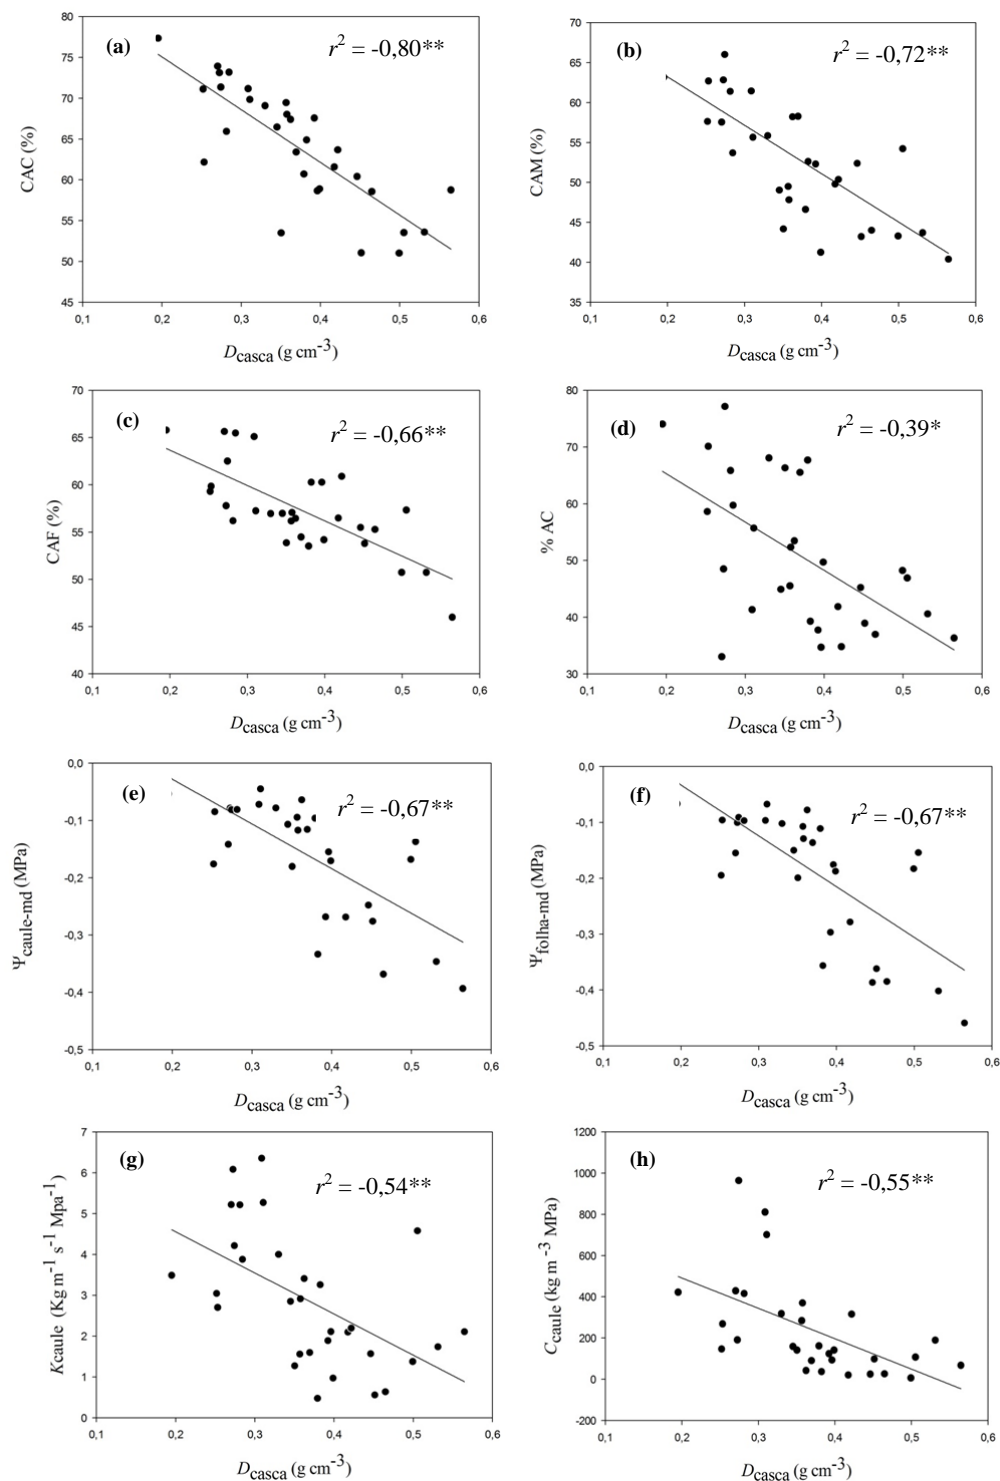 (a)
r² = -0,80**
CAC (%)
80
75
70
65
60
55
50
45
0,1 0,2 0,3 0,4 0,5 0,6
Dcasca (g cm⁻³)
(b)
r² = -0,72**
CAM (%)
70
65
60
55
50
45
40
35
0,1 0,2 0,3 0,4 0,5 0,6
Dcasca (g cm⁻³)
(c)
r² = -0,66**
CAF (%)
70
65
60
55
50
45
40
0,1 0,2 0,3 0,4 0,5 0,6
Dcasca (g cm⁻³)
(d)
r² = -0,39*
% AC
80
70
60
50
40
30
0,1 0,2 0,3 0,4 0,5 0,6
Dcasca (g cm⁻³)
(e)
r² = -0,67**
Ψcaule-md (MPa)
0,0
-0,1
-0,2
-0,3
-0,4
-0,5
0,1 0,2 0,3 0,4 0,5 0,6
Dcasca (g cm⁻³)
(f)
r² = -0,67**
Ψfolha-md (MPa)
0,0
-0,1
-0,2
-0,3
-0,4
-0,5
0,1 0,2 0,3 0,4 0,5 0,6
Dcasca (g cm⁻³)
(g)
r² = -0,54**
Kcaule (Kg m⁻¹ s⁻¹ Mpa⁻¹)
7
6
5
4
3
2
1
0
0,1 0,2 0,3 0,4 0,5 0,6
Dcasca (g cm⁻³)
(h)
r² = -0,55**
Ccaule (kg m⁻³ MPa)
1200
1000
800
600
400
200
0
-200
0,1 0,2 0,3 0,4 0,5 0,6
Dcasca (g cm⁻³)